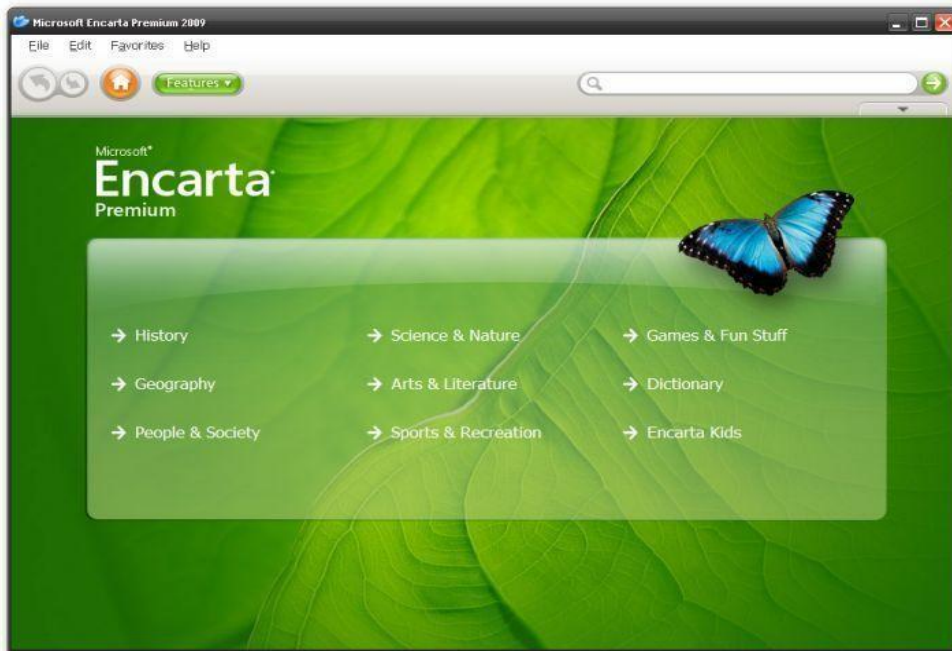 Microsoft Encarta Premium 2009
File Edit Favorites Help
Features
Microsoft®
Encarta
Premium
History
Science & Nature
Games & Fun Stuff
Geography
Arts & Literature
Dictionary
People & Society
Sports & Recreation
Encarta Kids